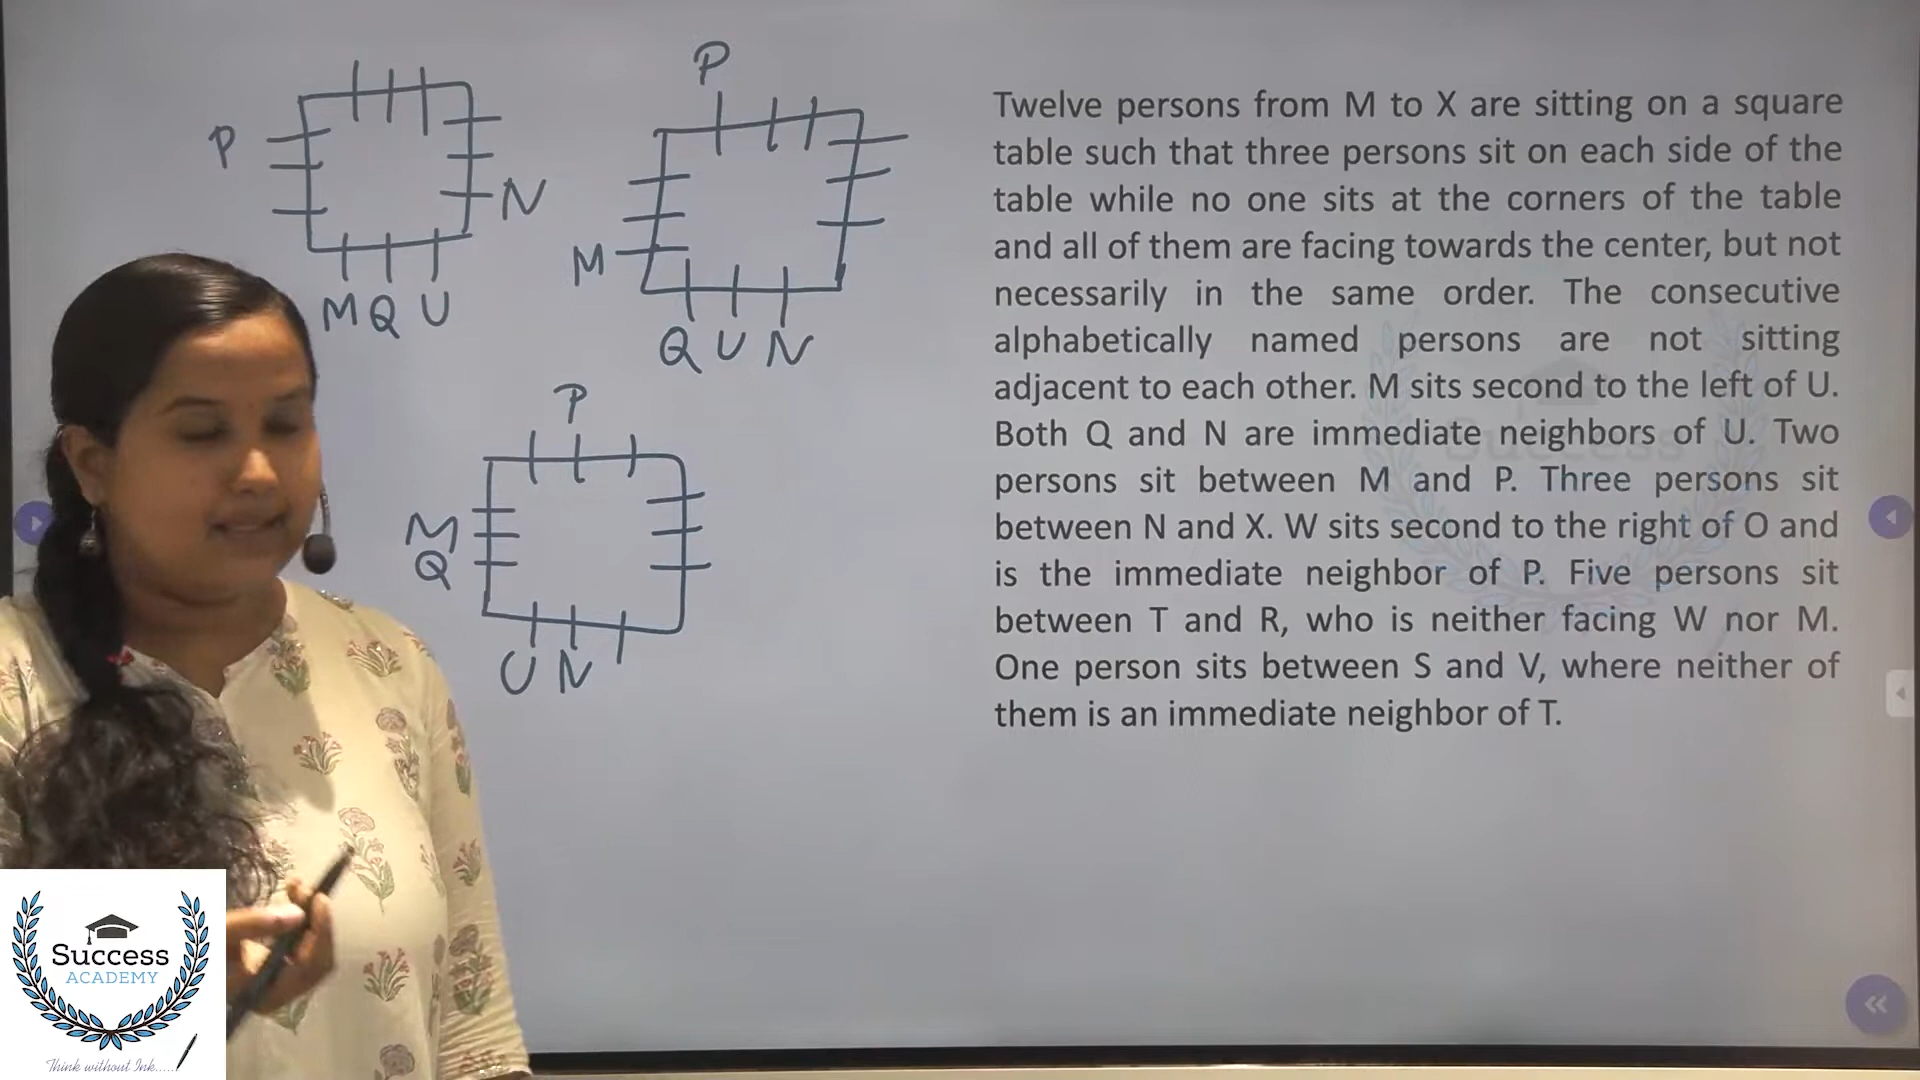 P
N
M Q U
P
M
Q U N
P
M
Q
U N
Twelve persons from M to X are sitting on a square
table such that three persons sit on each side of the
table while no one sits at the corners of the table
and all of them are facing towards the center, but not
necessarily in the same order. The consecutive
alphabetically named persons are not sitting
adjacent to each other. M sits second to the left of U.
Both Q and N are immediate neighbors of U. Two
persons sit between M and P. Three persons sit
between N and X. W sits second to the right of O and
is the immediate neighbor of P. Five persons sit
between T and R, who is neither facing W nor M.
One person sits between S and V, where neither of
them is an immediate neighbor of T.
Success
ACADEMY
Think without Ink.....